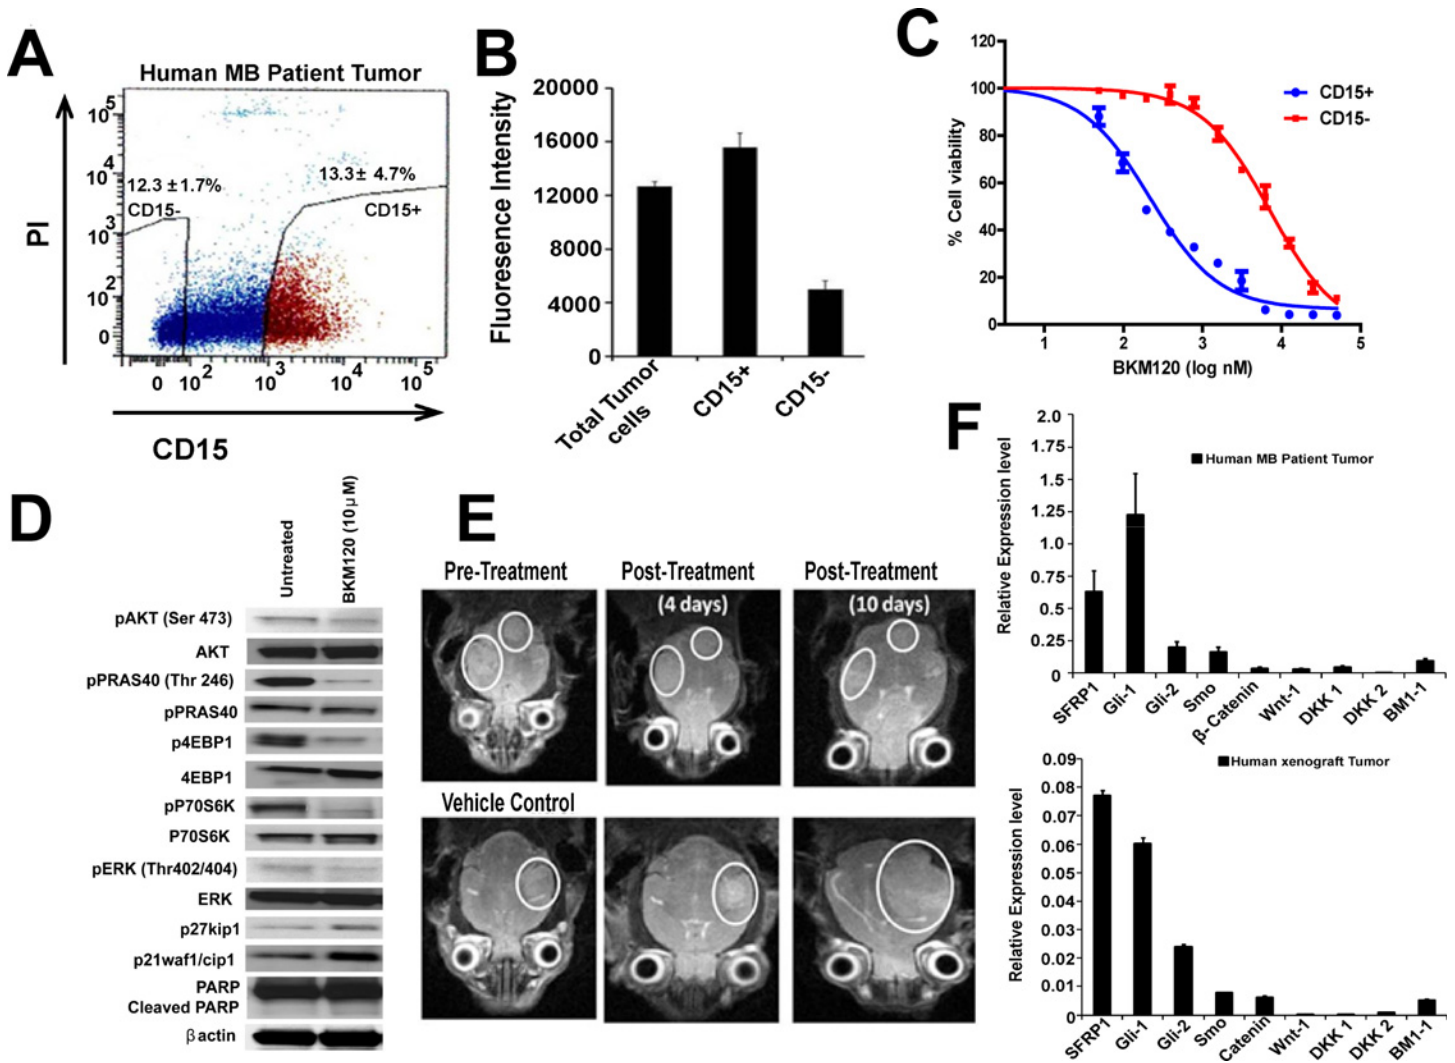 A
Human MB Patient Tumor
10^5
10^4
10^3
10^2
0
12.3 ±1.7%
CD15-
13.3± 4.7%
CD15+
PI
0 10^2 10^3 10^4 10^5
CD15
B
20000
16000
12000
8000
4000
0
Fluoresence Intensity
Total Tumor
cells
CD15+
CD15-
C
120
100
80
60
40
20
0
% Cell viability
CD15+
CD15-
1 2 3 4 5
BKM120 (log nM)
D
Untreated
BKM120 (10μM)
pAKT (Ser 473)
AKT
pPRAS40 (Thr 246)
pPRAS40
p4EBP1
4EBP1
pP70S6K
P70S6K
pERK (Thr402/404)
ERK
p27kip1
p21waf1/cip1
PARP
Cleaved PARP
βactin
E
Pre-Treatment
Post-Treatment
(4 days)
Post-Treatment
(10 days)
Vehicle Control
F
2.0
1.75
1.5
1.25
1.0
0.75
0.5
0.25
0
Relative Expression level
Human MB Patient Tumor
SFRP1
Gli-1
Gli-2
Smo
β-Catenin
Wnt-1
DKK 1
DKK 2
BM1-1
0.09
0.08
0.07
0.06
0.05
0.04
0.03
0.02
0.01
0
Relative Expression level
Human xenograft Tumor
SFRP1
Gli-1
Gli-2
Smo
Catenin
Wnt-1
DKK 1
DKK 2
BM1-1